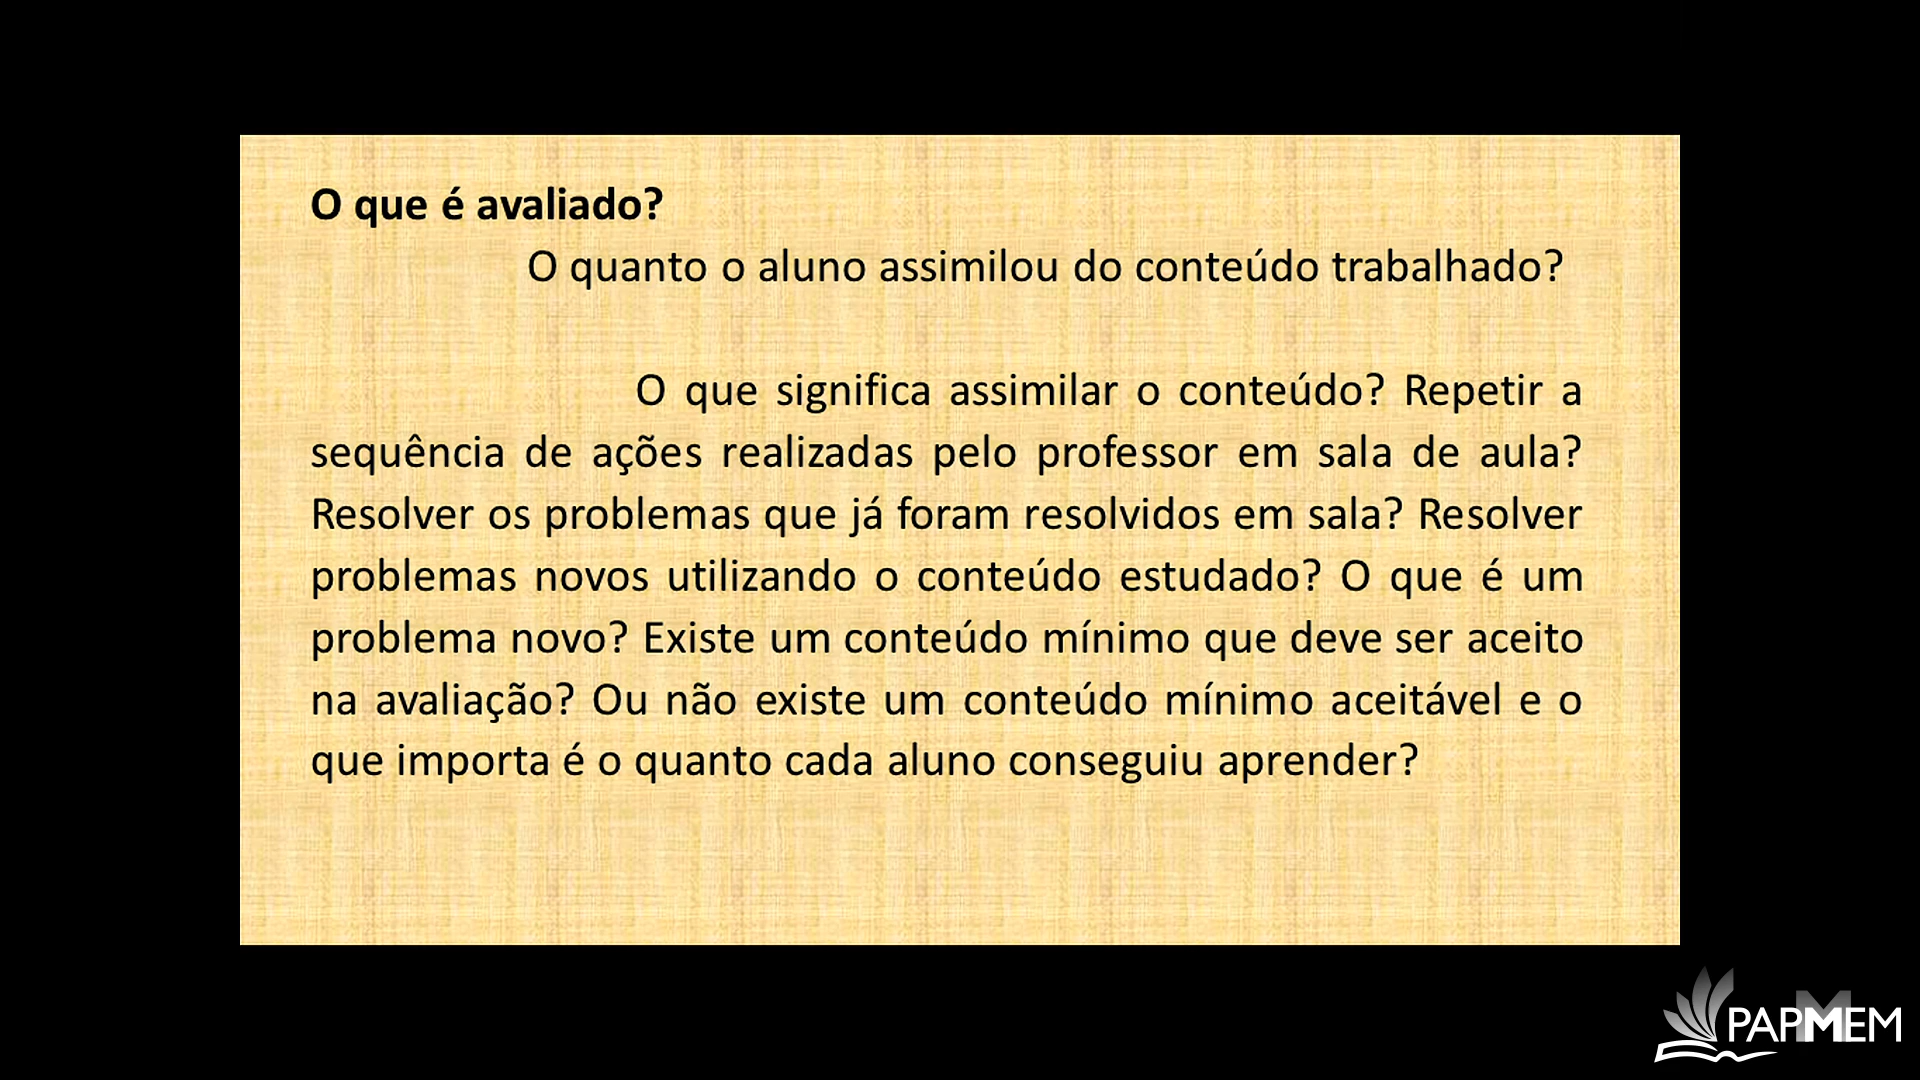 O que é avaliado?
O quanto o aluno assimilou do conteúdo trabalhado?
O que significa assimilar o conteúdo? Repetir a
sequência de ações realizadas pelo professor em sala de aula?
Resolver os problemas que já foram resolvidos em sala? Resolver
problemas novos utilizando o conteúdo estudado? O que é um
problema novo? Existe um conteúdo mínimo que deve ser aceito
na avaliação? Ou não existe um conteúdo mínimo aceitável e o
que importa é o quanto cada aluno conseguiu aprender?
PAPMEM